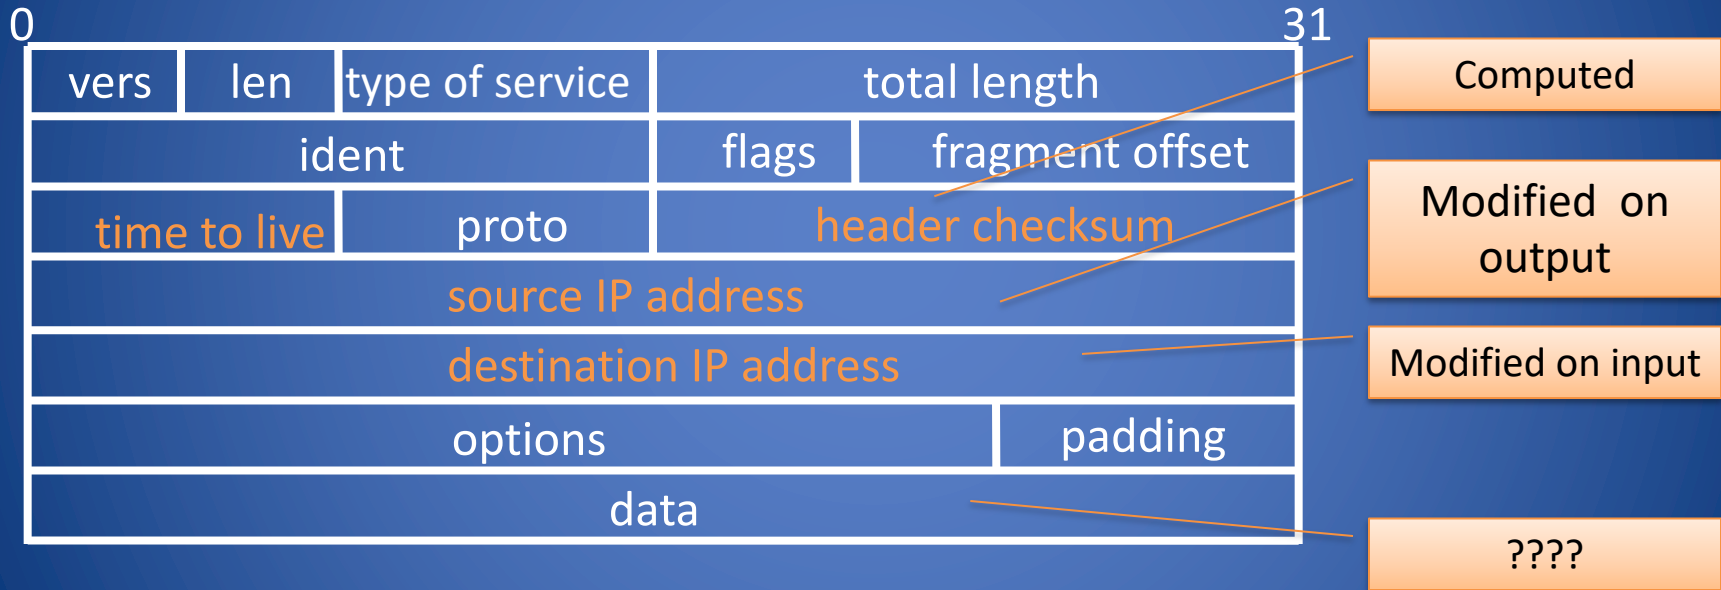 0
31
vers
len
type of service
total length
Computed
ident
flags
fragment offset
time to live
proto
header checksum
Modified on
output
source IP address
destination IP address
Modified on input
options
padding
data
????